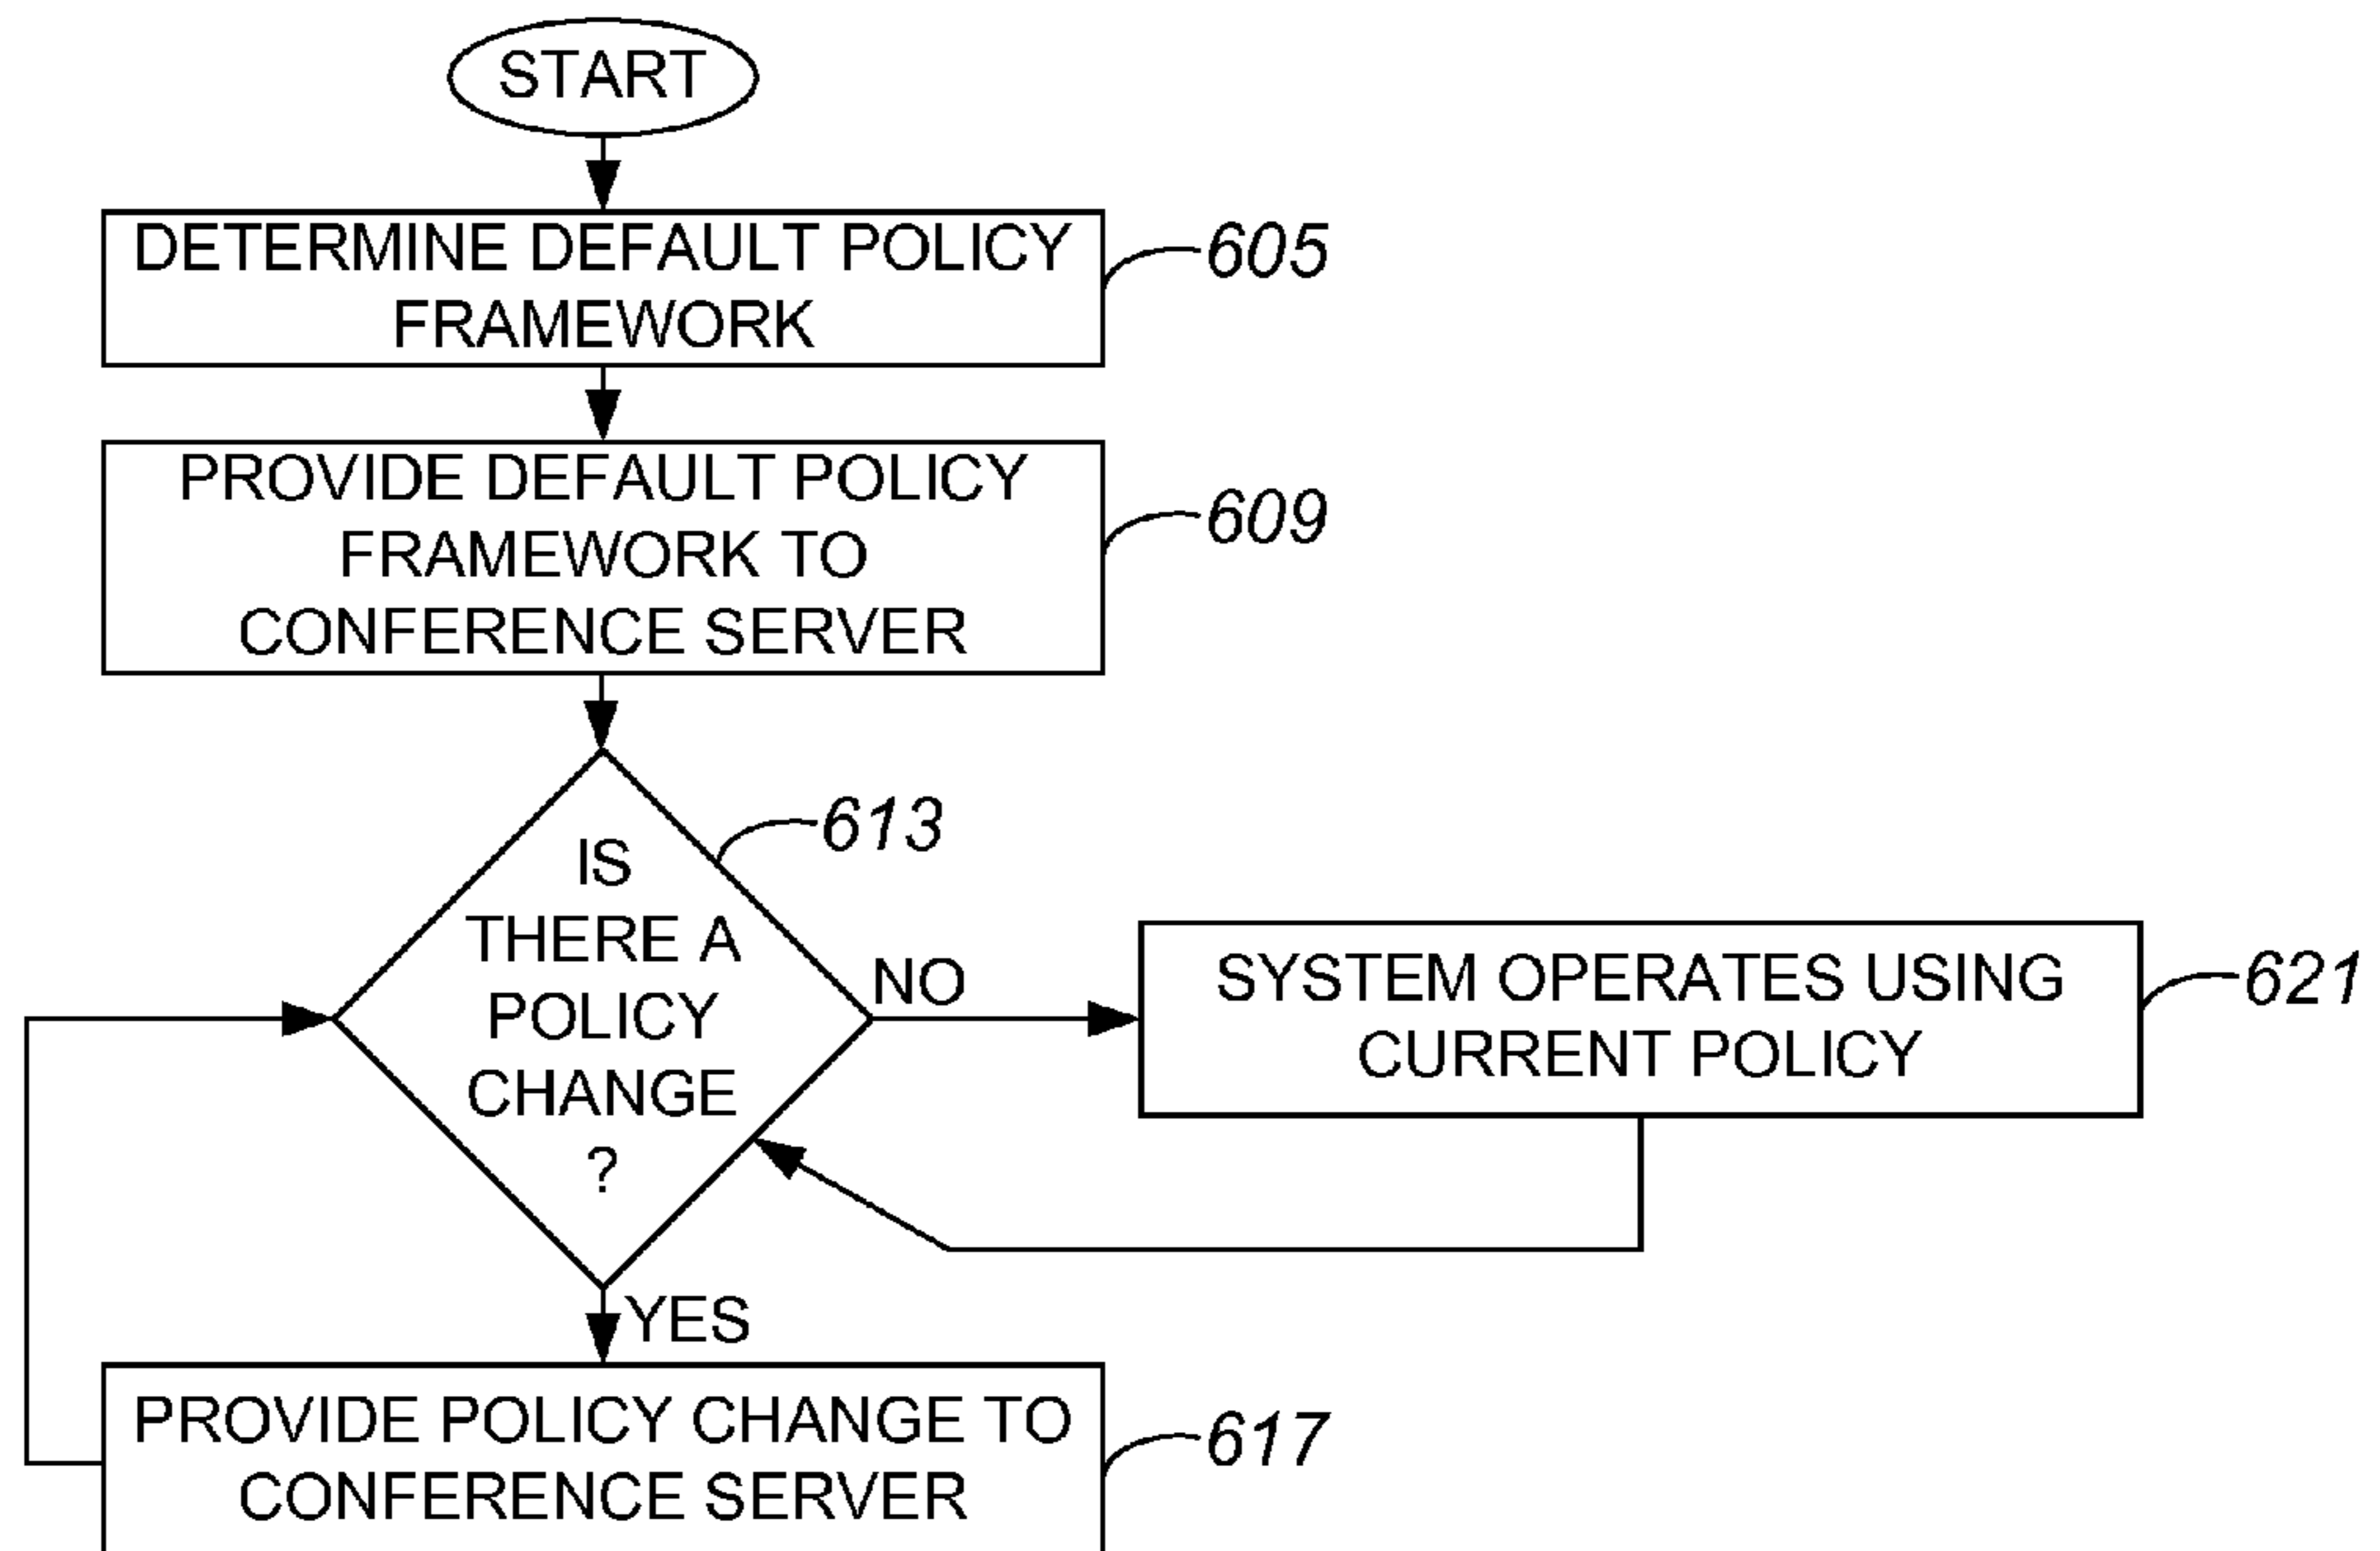 START
DETERMINE DEFAULT POLICY
FRAMEWORK
605
PROVIDE DEFAULT POLICY
FRAMEWORK TO
CONFERENCE SERVER
609
613
IS
THERE A
POLICY
CHANGE
?
NO
SYSTEM OPERATES USING
CURRENT POLICY
621
YES
PROVIDE POLICY CHANGE TO
CONFERENCE SERVER
617